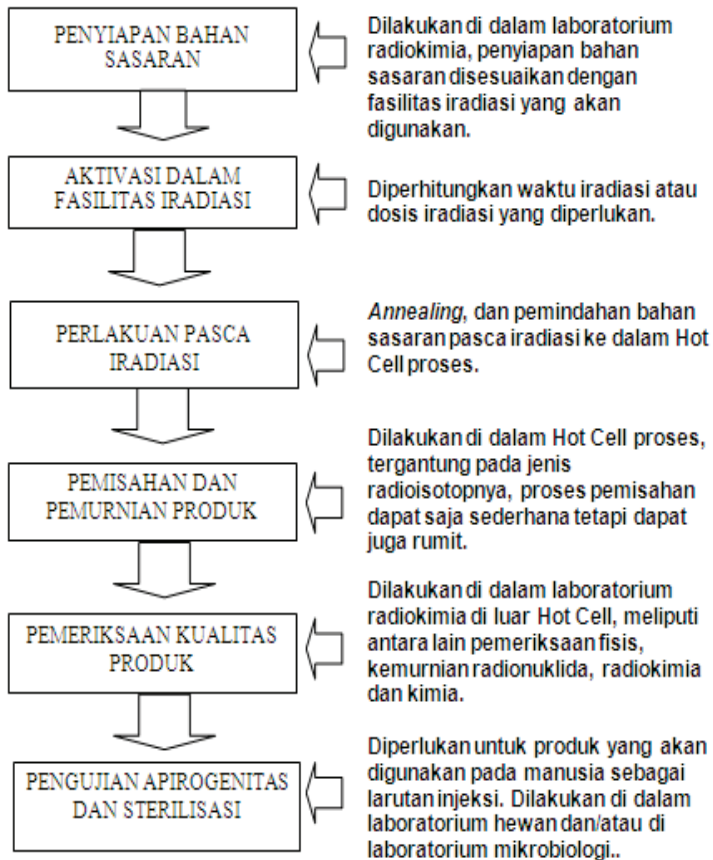 PENYIAPAN BAHAN
SASARAN
Dilakukan di dalam laboratorium
radiokimia, penyiapan bahan
sasaran disesuaikan dengan
fasilitas iradiasi yang akan
digunakan.
AKTIVASI DALAM
FASILITAS IRADIASI
Diperhitungkan waktu iradiasi atau
dosis iradiasi yang diperlukan.
PERLAKUAN PASCA
IRADIASI
Annealing, dan pemindahan bahan
sasaran pasca iradiasi ke dalam Hot
Cell proses.
PEMISAHAN DAN
PEMURNIAN PRODUK
Dilakukan di dalam Hot Cell proses,
tergantung pada jenis
radioisotopnya, proses pemisahan
dapat saja sederhana tetapi dapat
juga rumit.
PEMERIKSAAN KUALITAS
PRODUK
Dilakukan di dalam laboratorium
radiokimia di luar Hot Cell, meliputi
antara lain pemeriksaan fisis,
kemurnian radionuklida, radiokimia
dan kimia.
PENGUJIAN APIROGENITAS
DAN STERILISASI
Diperlukan untuk produk yang akan
digunakan pada manusia sebagai
larutan injeksi. Dilakukan di dalam
laboratorium hewan dan/atau di
laboratorium mikrobiologi..